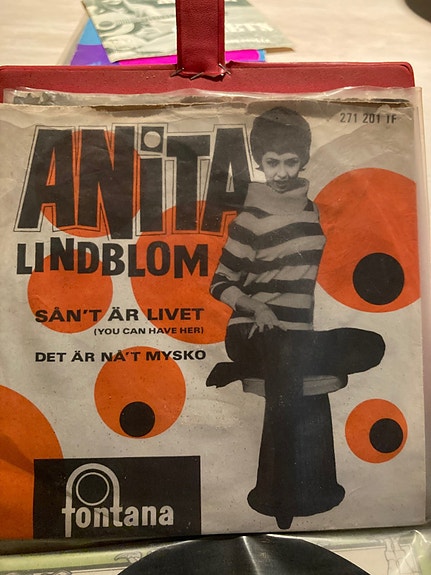 271 201 TF
ANiTA
LINDBLOM
SÅN'T ÄR LIVET
(YOU CAN HAVE HER)
DET ÄR NÅ'T MYSKO
fontana